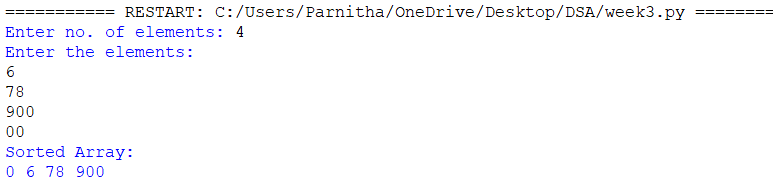 =========== RESTART: C:/Users/Parnitha/OneDrive/Desktop/DSA/week3.py ========
Enter no. of elements: 4
Enter the elements:
6
78
900
00
Sorted Array:
0 6 78 900